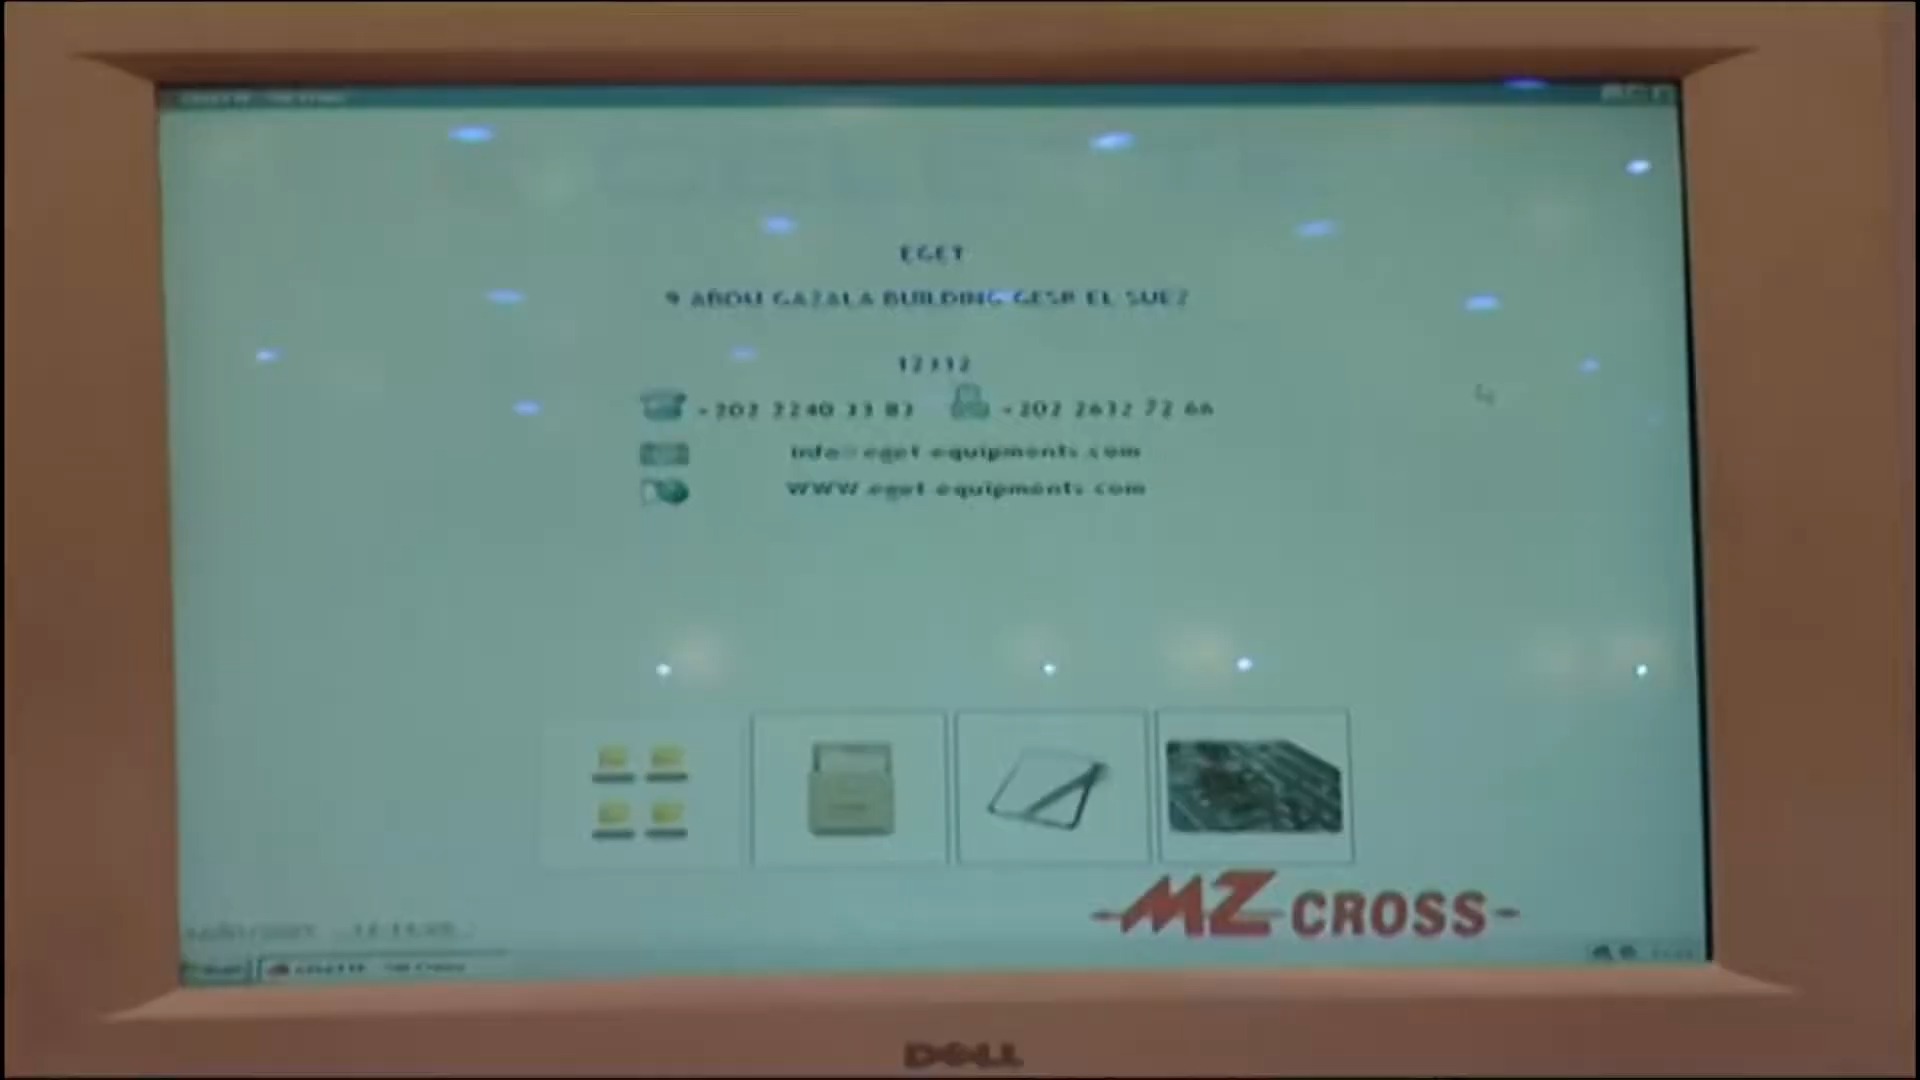 EGET
9 ABOU GAZALA BUILDING GESR EL SUEZ
12312
+202 2240 33 83 +202 2632 72 66
info@eget-equipments.com
WWW.eget-equipments.com
MZ CROSS
DELL